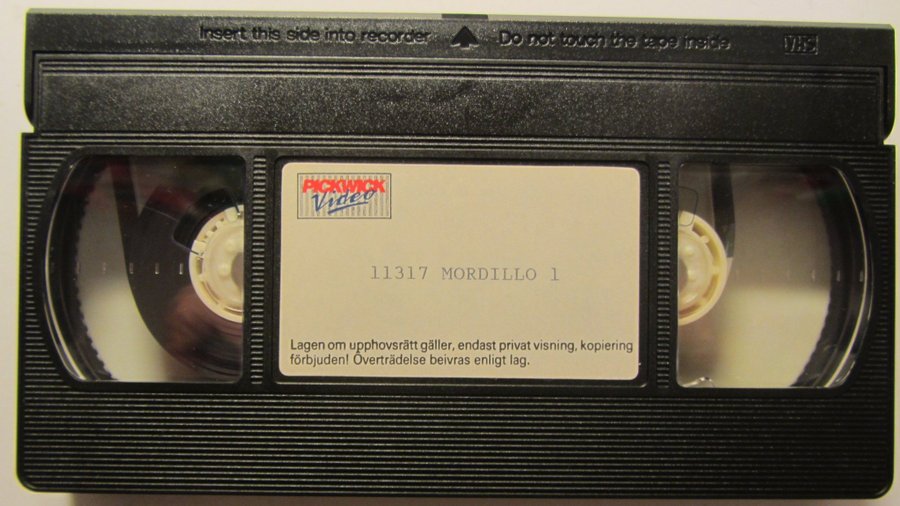 Insert this side into recorder Do not touch the tape inside VHS
PICKWICK
Video
11317 MORDILLO 1
Lagen om upphovsrätt gäller, endast privat visning, kopiering
förbjuden! Överträdelse beivras enligt lag.